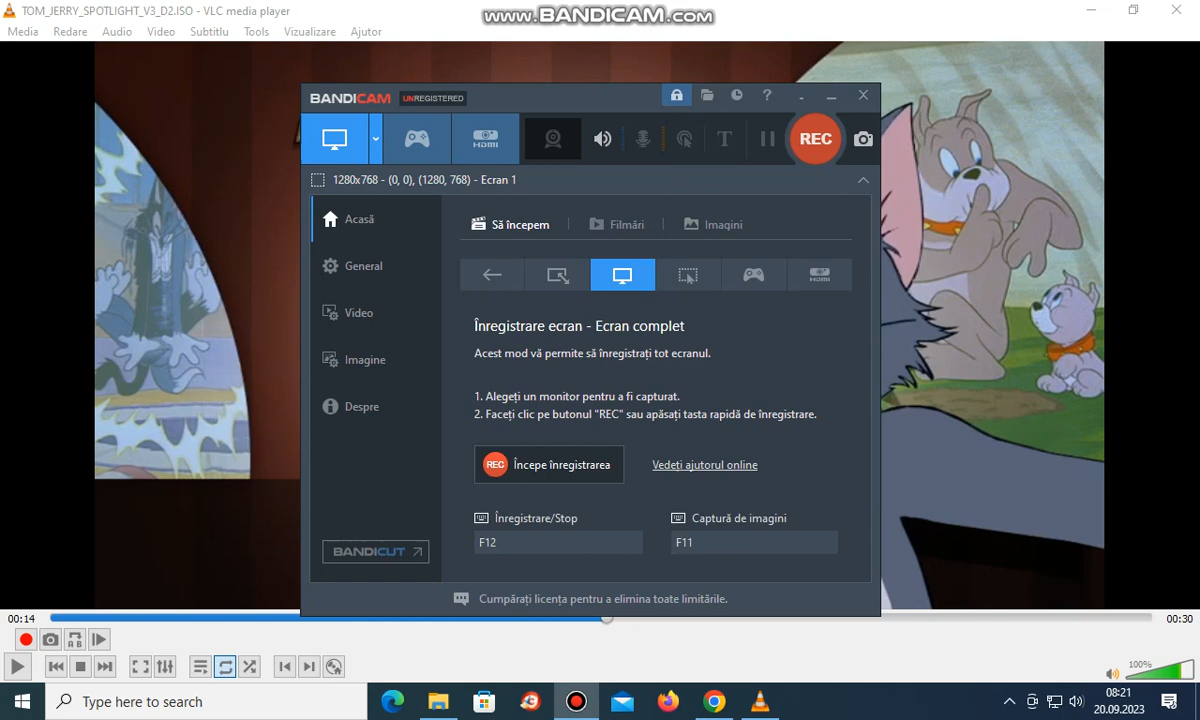 TOM_JERRY_SPOTLIGHT_V3_D2.ISO - VLC media player
www.BANDICAM.com
Media Redare Audio Video Subtitlu Tools Vizualizare Ajutor
BANDICAM UNREGISTERED
?
HDMI T REC
1280x768 - (0, 0), (1280, 768) - Ecran 1
Acasă
General
Video
Imagine
Despre
BANDICUT
Să începem Filmări Imagini
HDMI
Înregistrare ecran - Ecran complet
Acest mod vă permite să înregistrați tot ecranul.
1. Alegeți un monitor pentru a fi capturat.
2. Faceți clic pe butonul "REC" sau apăsați tasta rapidă de înregistrare.
REC Începe înregistrarea Vedeți ajutorul online
Înregistrare/Stop Captură de imagini
F12 F11
Cumpărați licența pentru a elimina toate limitările.
00:14 00:30
A B
100%
Type here to search
08:21
20.09.2023